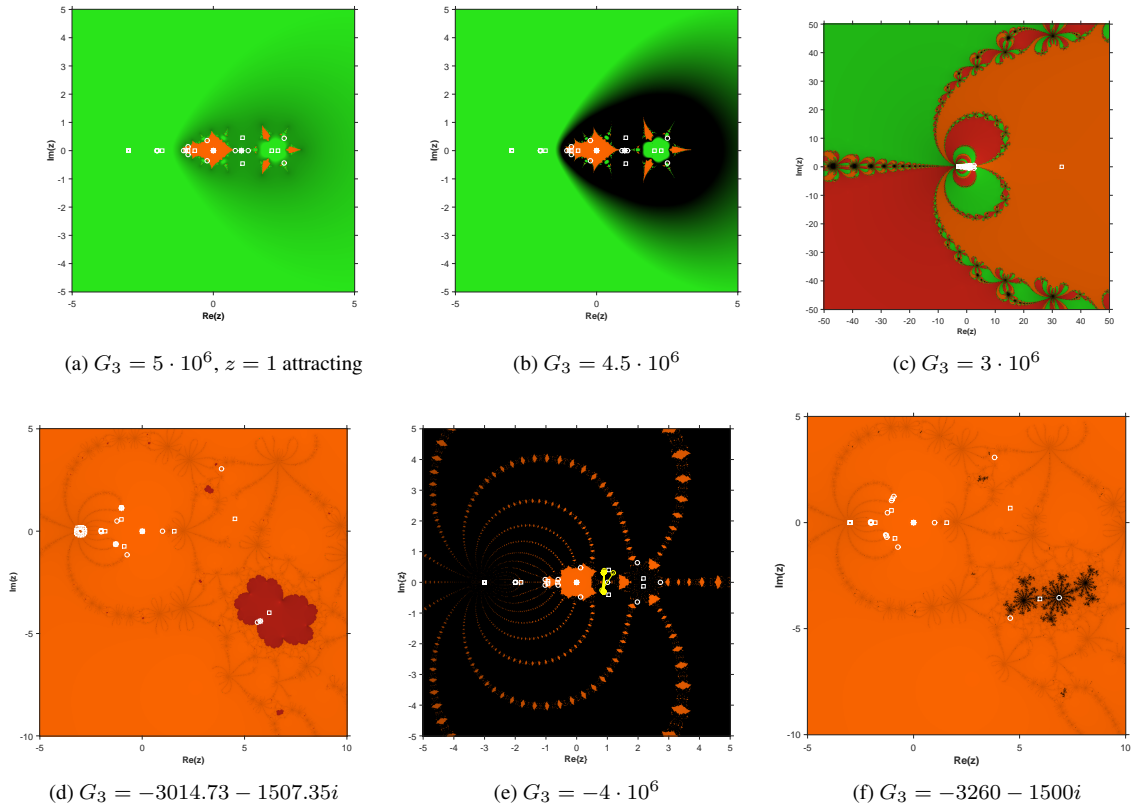 5
4
3
2
1
0
-1
-2
-3
-4
-5
-5 0 5
Im(z)
Re(z)
(a) G₃ = 5 · 10⁶, z = 1 attracting
5
4
3
2
1
0
-1
-2
-3
-4
-5
-5 0 5
Im(z)
Re(z)
(b) G₃ = 4.5 · 10⁶
50
40
30
20
10
0
-10
-20
-30
-40
-50
-50 -40 -30 -20 -10 0 10 20 30 40 50
Im(z)
Re(z)
(c) G₃ = 3 · 10⁶
5
0
-5
-10
-5 0 5 10
Im(z)
Re(z)
(d) G₃ = −3014.73 − 1507.35i
5
4
3
2
1
0
-1
-2
-3
-4
-5
-5 -4 -3 -2 -1 0 1 2 3 4 5
Im{z}
Re{z}
(e) G₃ = −4 · 10⁶
5
0
-5
-10
-5 0 5 10
Im(z)
Re(z)
(f) G₃ = −3260 − 1500i